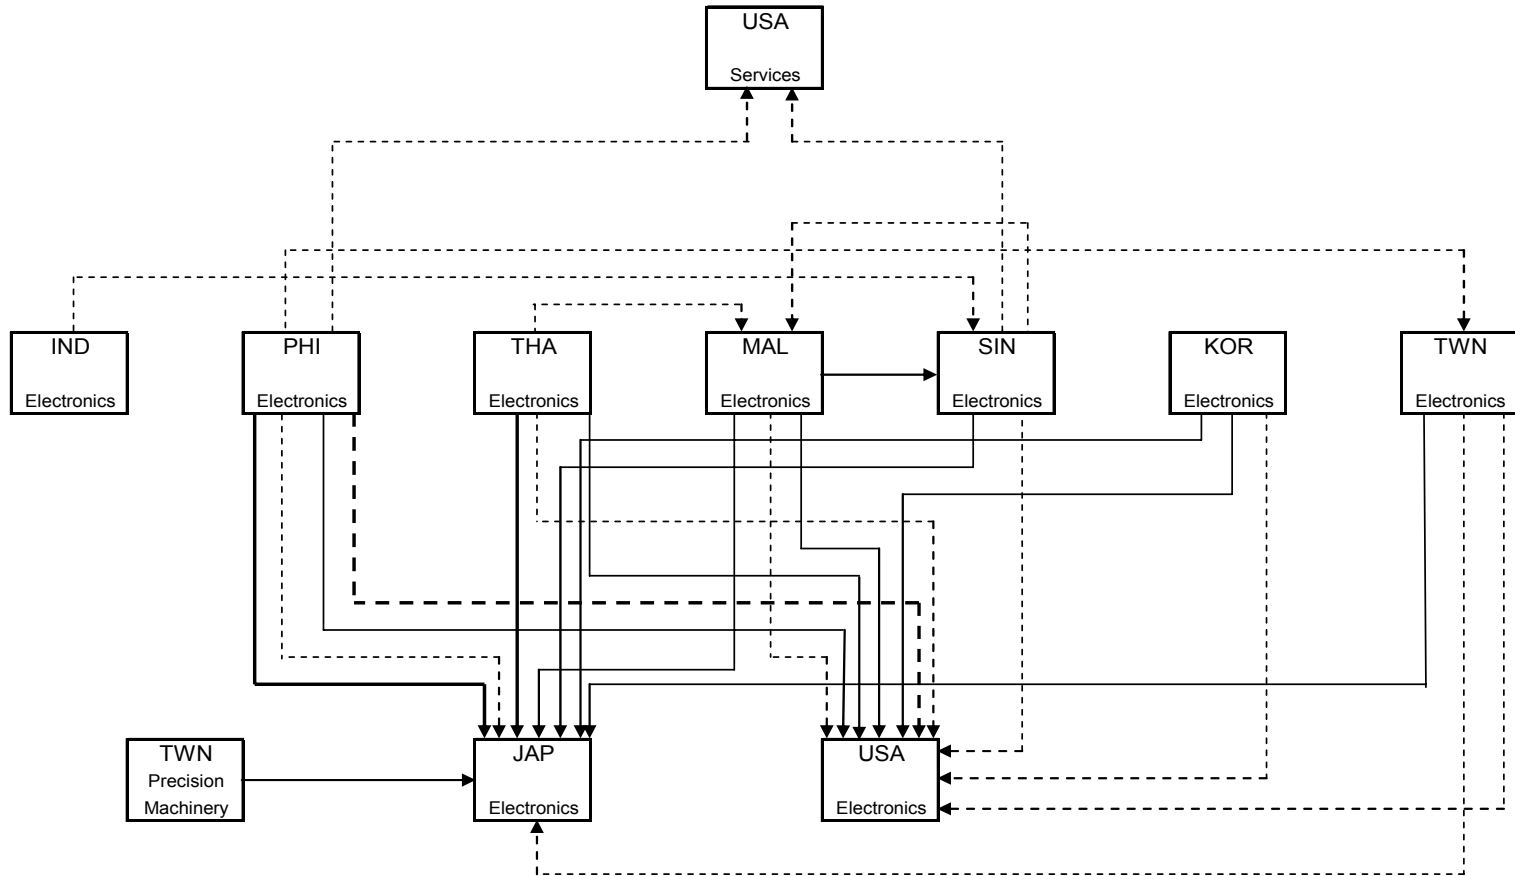 USA
Services
IND
Electronics
PHI
Electronics
THA
Electronics
MAL
Electronics
SIN
Electronics
KOR
Electronics
TWN
Electronics
TWN
Precision
Machinery
JAP
Electronics
USA
Electronics